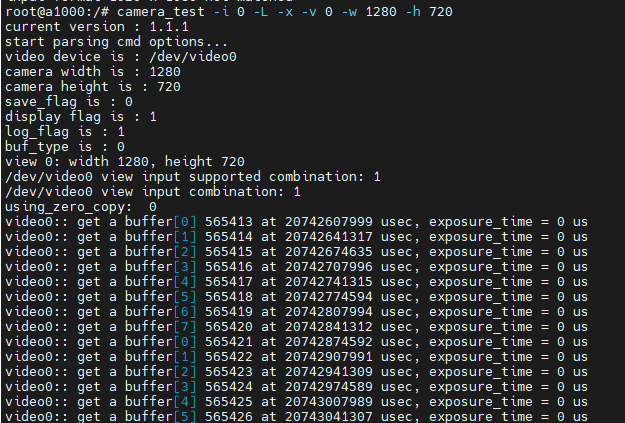 root@a1000:/# camera_test -i 0 -L -x -v 0 -w 1280 -h 720
current version : 1.1.1
start parsing cmd options...
video device is : /dev/video0
camera width is : 1280
camera height is : 720
save_flag is : 0
display flag is : 1
log_flag is : 1
buf_type is : 0
view 0: width 1280, height 720
/dev/video0 view input supported combination: 1
/dev/video0 view input combination: 1
using_zero_copy:  0
video0:: get a buffer[0] 565413 at 20742607999 usec, exposure_time = 0 us
video0:: get a buffer[1] 565414 at 20742641317 usec, exposure_time = 0 us
video0:: get a buffer[2] 565415 at 20742674635 usec, exposure_time = 0 us
video0:: get a buffer[3] 565416 at 20742707996 usec, exposure_time = 0 us
video0:: get a buffer[4] 565417 at 20742741315 usec, exposure_time = 0 us
video0:: get a buffer[5] 565418 at 20742774594 usec, exposure_time = 0 us
video0:: get a buffer[6] 565419 at 20742807994 usec, exposure_time = 0 us
video0:: get a buffer[7] 565420 at 20742841312 usec, exposure_time = 0 us
video0:: get a buffer[0] 565421 at 20742874592 usec, exposure_time = 0 us
video0:: get a buffer[1] 565422 at 20742907991 usec, exposure_time = 0 us
video0:: get a buffer[2] 565423 at 20742941309 usec, exposure_time = 0 us
video0:: get a buffer[3] 565424 at 20742974589 usec, exposure_time = 0 us
video0:: get a buffer[4] 565425 at 20743007989 usec, exposure_time = 0 us
video0:: get a buffer[5] 565426 at 20743041307 usec, exposure_time = 0 us